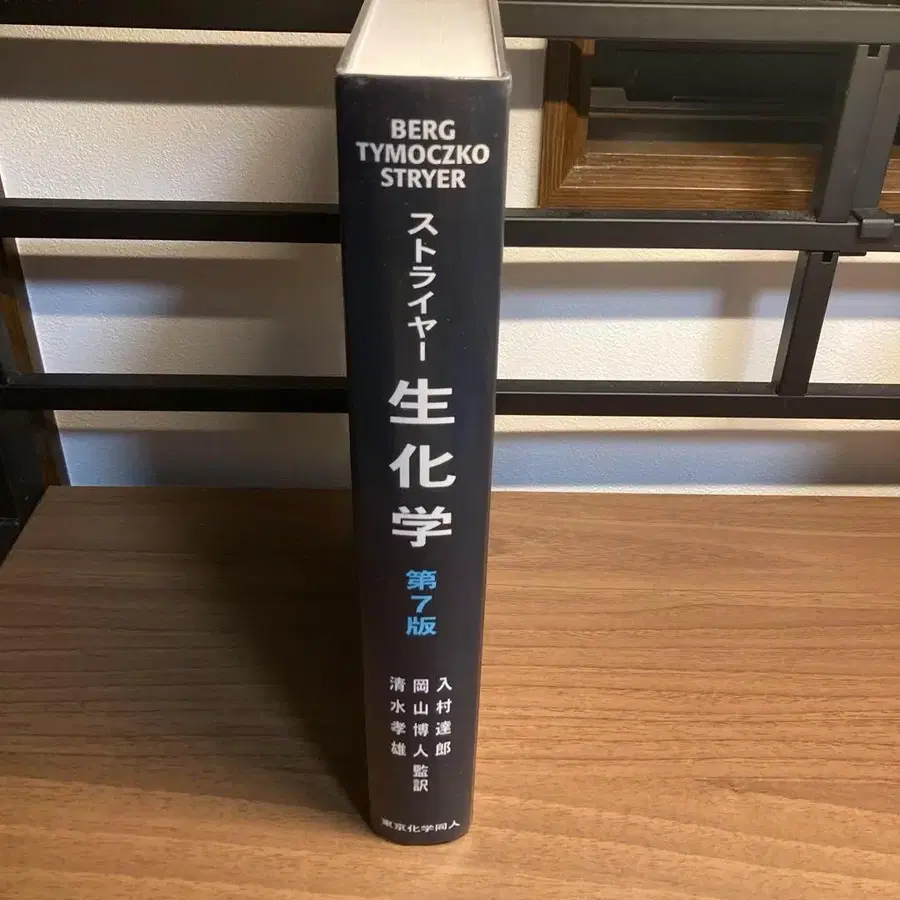 BERG
TYMOCZKO
STRYER
ストライヤー
生化学
第7版
入村達郎
岡山博人 監訳
清水孝雄
東京化学同人